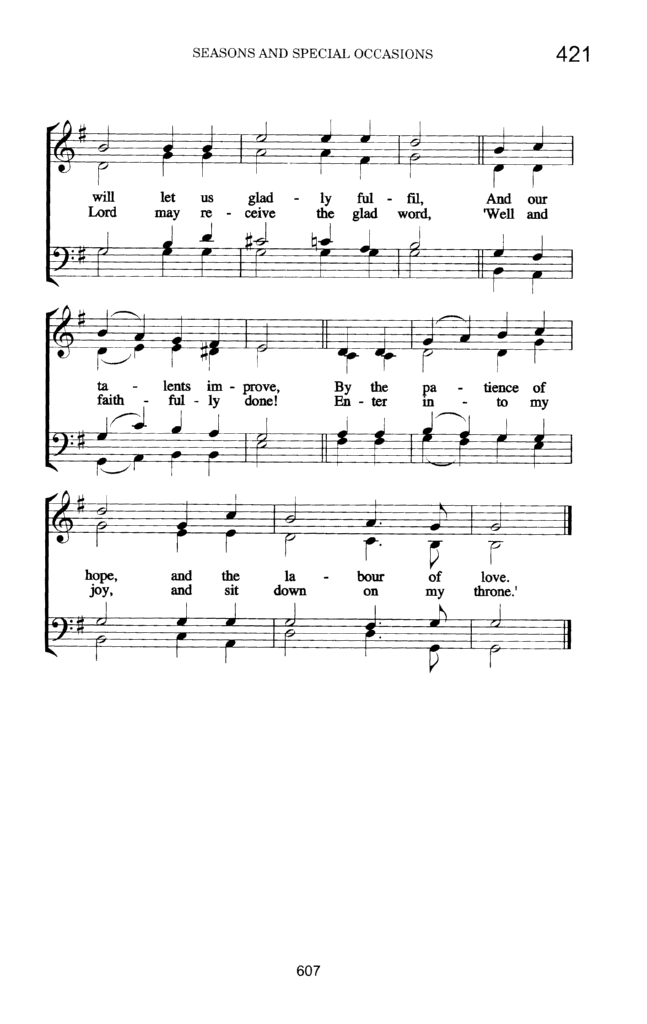 SEASONS AND SPECIAL OCCASIONS 421
will let us glad - ly ful - fil, And our
Lord may re - ceive the glad word, 'Well and
ta - lents im - prove, By the pa - tience of
faith - ful - ly done! En - ter in - to my
hope, and the la - bour of love.
joy, and sit down on my throne.'
607